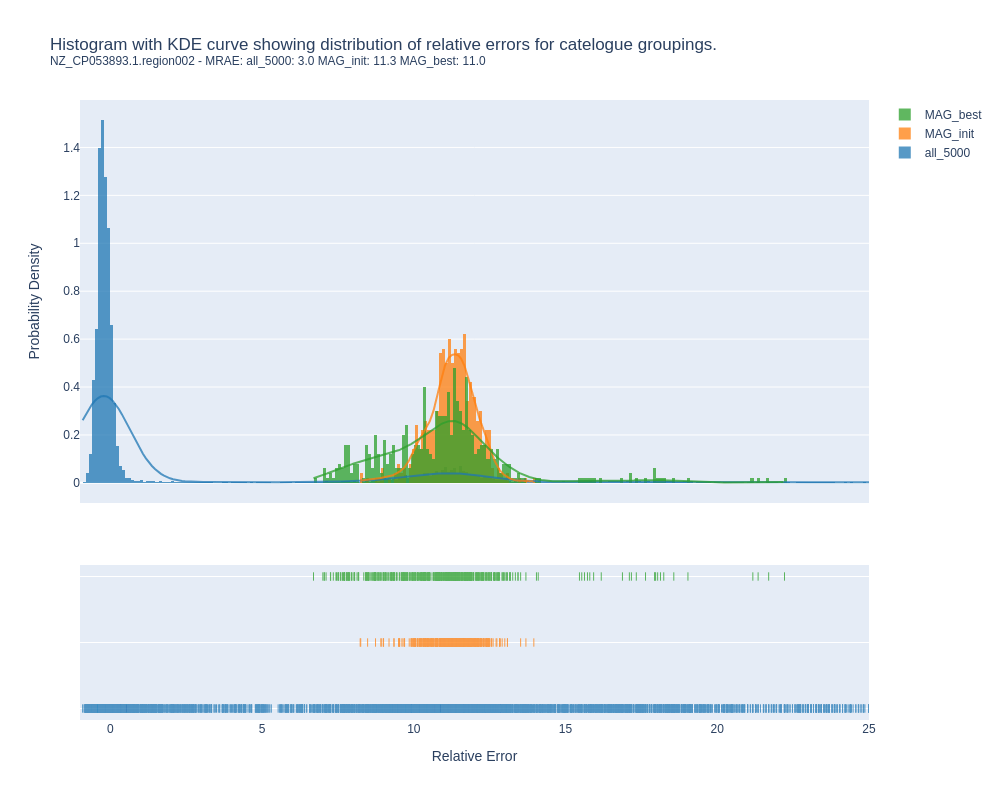 Histogram with KDE curve showing distribution of relative errors for catelogue groupings.
NZ_CP053893.1.region002 - MRAE: all_5000: 3.0 MAG_init: 11.3 MAG_best: 11.0
MAG_best
MAG_init
all_5000
Probability Density
1.4
1.2
1
0.8
0.6
0.4
0.2
0
0
5
10
15
20
25
Relative Error